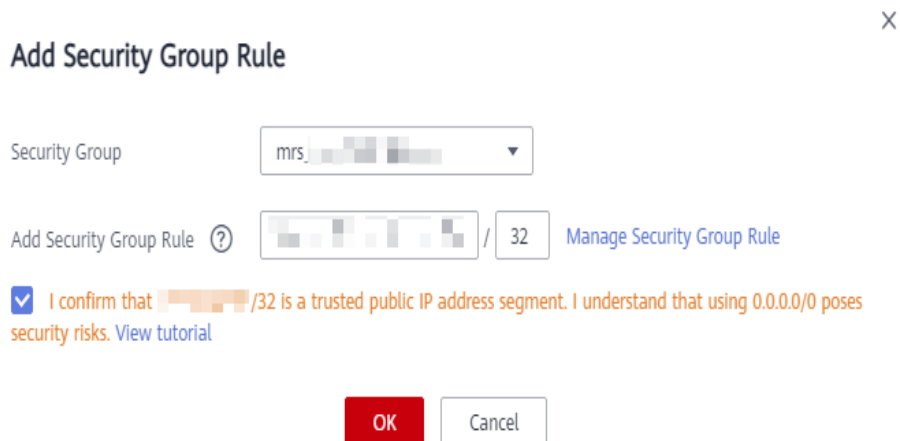 X
Add Security Group Rule
Security Group mrs_
Add Security Group Rule ? / 32 Manage Security Group Rule
I confirm that /32 is a trusted public IP address segment. I understand that using 0.0.0.0/0 poses
security risks. View tutorial
OK Cancel